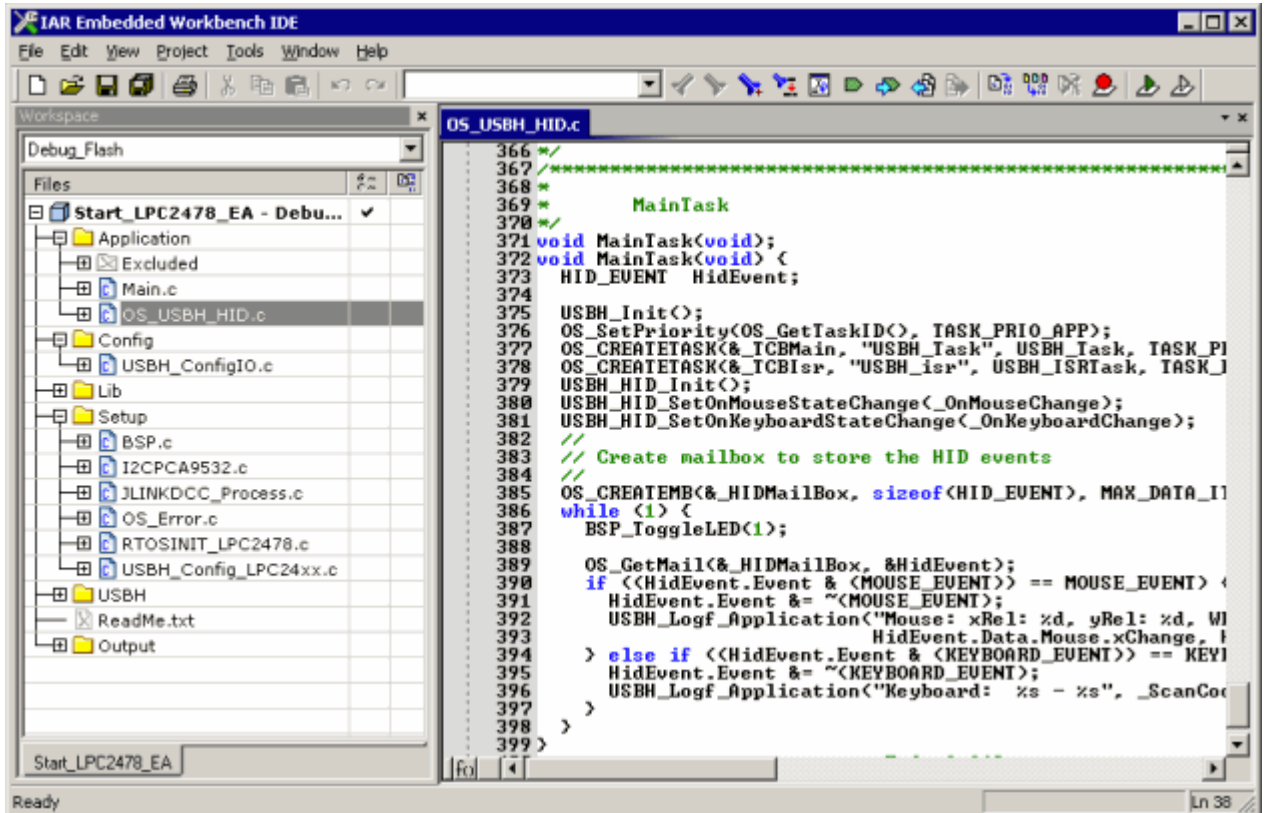 IAR Embedded Workbench IDE
File Edit View Project Tools Window Help
Workspace
Debug_Flash
Files
Start_LPC2478_EA - Debu...
Application
Excluded
Main.c
OS_USBH_HID.c
Config
USBH_ConfigIO.c
Lib
Setup
BSP.c
I2CPCA9532.c
JLINKDCC_Process.c
OS_Error.c
RTOSINIT_LPC2478.c
USBH_Config_LPC24xx.c
USBH
ReadMe.txt
Output
Start_LPC2478_EA
OS_USBH_HID.c
366 */
367 /*********************************************************************
368 *
369 *       MainTask
370 */
371 void MainTask(void);
372 void MainTask(void) {
373   HID_EVENT  HidEvent;
374
375   USBH_Init();
376   OS_SetPriority(OS_GetTaskID(), TASK_PRIO_APP);
377   OS_CREATETASK(&_TCBMain, "USBH_Task", USBH_Task, TASK_P
378   OS_CREATETASK(&_TCBIsr, "USBH_isr", USBH_ISRTask, TASK_
379   USBH_HID_Init();
380   USBH_HID_SetOnMouseStateChange(_OnMouseChange);
381   USBH_HID_SetOnKeyboardStateChange(_OnKeyboardChange);
382   //
383   // Create mailbox to store the HID events
384   //
385   OS_CREATEMB(&_HIDMailBox, sizeof(HID_EVENT), MAX_DATA_I
386   while (1) {
387     BSP_ToggleLED(1);
388
389     OS_GetMail(&_HIDMailBox, &HidEvent);
390     if ((HidEvent.Event & (MOUSE_EVENT)) == MOUSE_EVENT) {
391       HidEvent.Event &= ~(MOUSE_EVENT);
392       USBH_Logf_Application("Mouse: xRel: %d, yRel: %d, W
393                             HidEvent.Data.Mouse.xChange, H
394     } else if ((HidEvent.Event & (KEYBOARD_EVENT)) == KEY
395       HidEvent.Event &= ~(KEYBOARD_EVENT);
396       USBH_Logf_Application("Keyboard:  %s - %s", _ScanCo
397     }
398   }
399 }
Ready
Ln 38